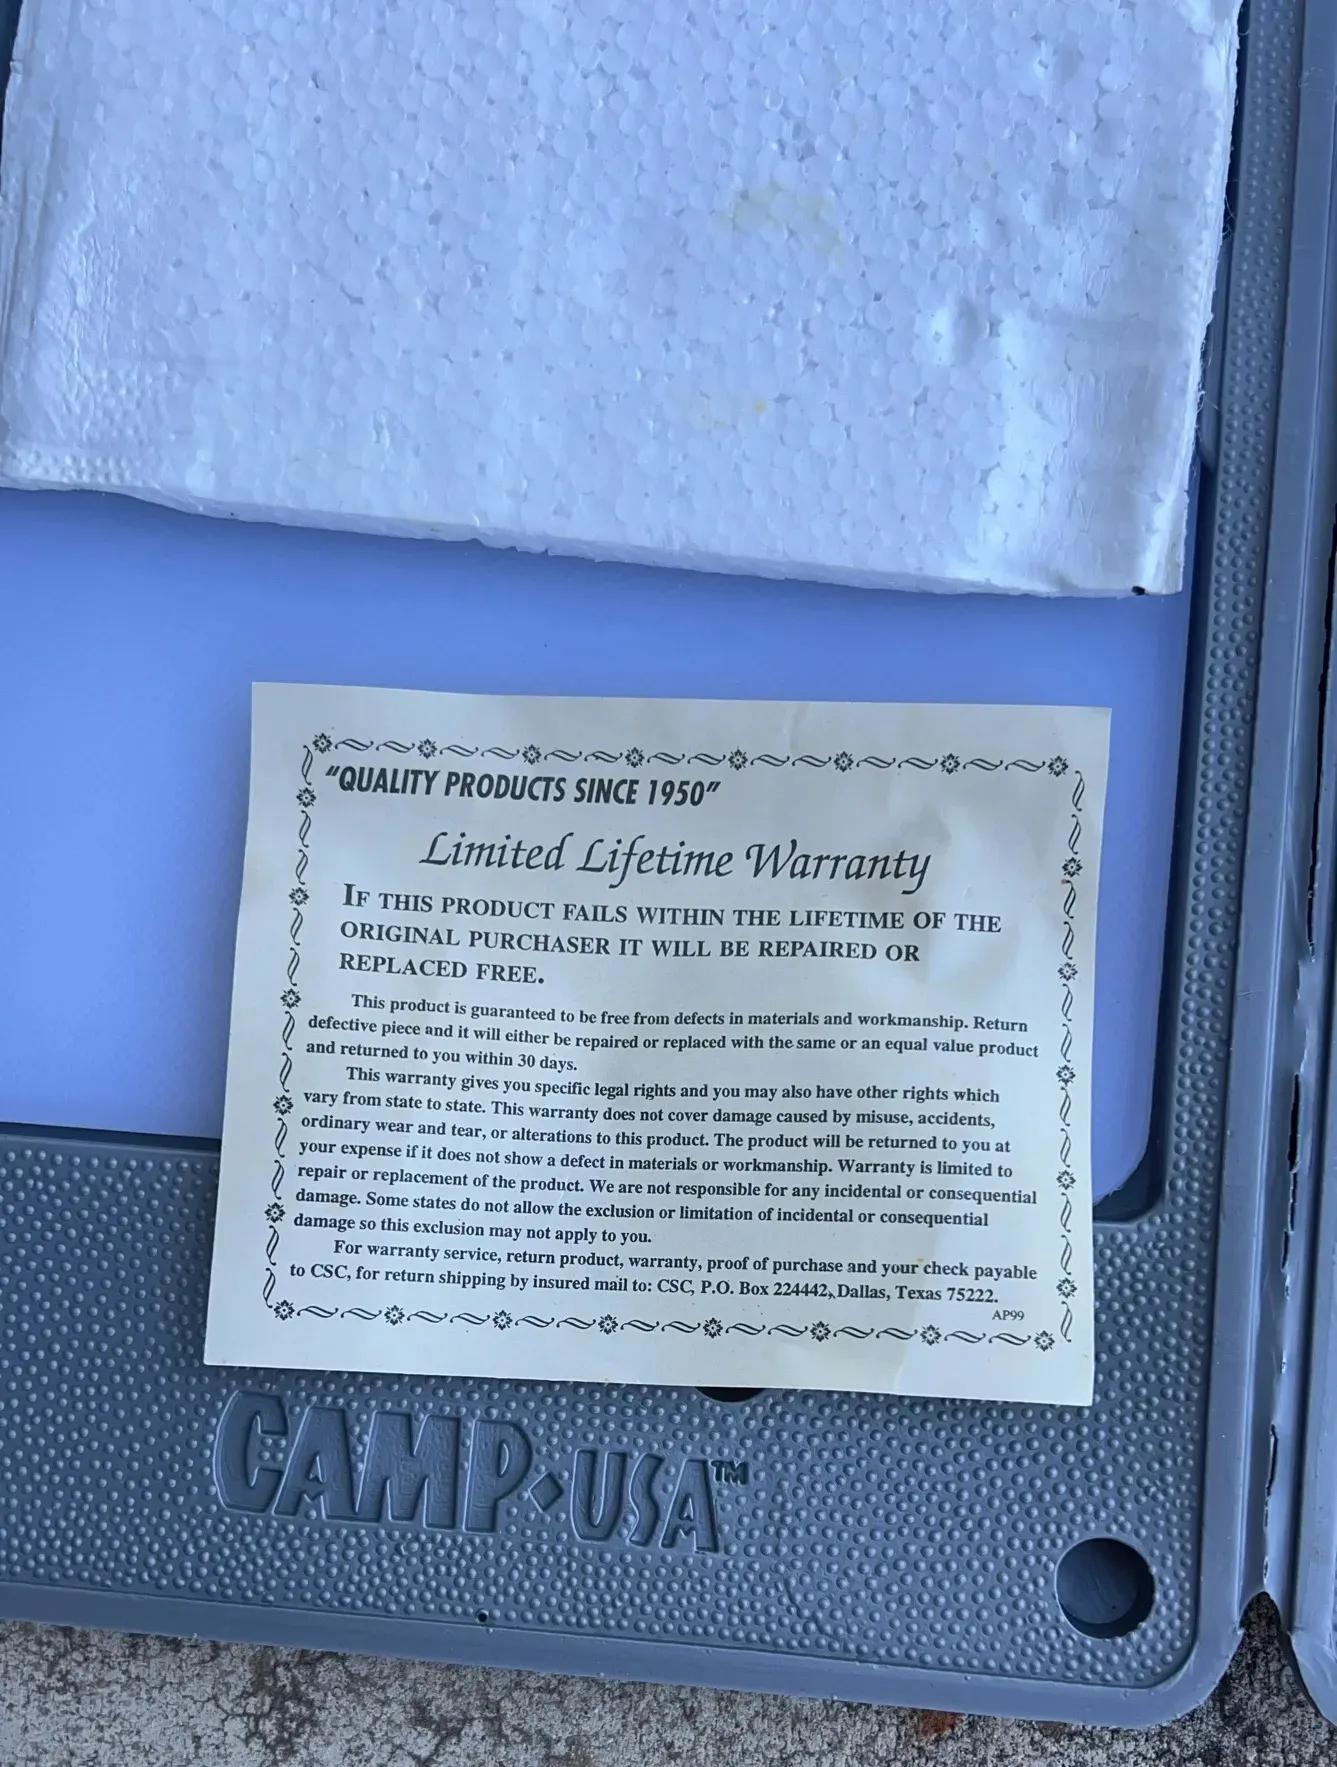 "QUALITY PRODUCTS SINCE 1950"
Limited Lifetime Warranty
IF THIS PRODUCT FAILS WITHIN THE LIFETIME OF THE
ORIGINAL PURCHASER IT WILL BE REPAIRED OR
REPLACED FREE.
This product is guaranteed to be free from defects in materials and workmanship. Return
defective piece and it will either be repaired or replaced with the same or an equal value product
and returned to you within 30 days.
This warranty gives you specific legal rights and you may also have other rights which
vary from state to state. This warranty does not cover damage caused by misuse, accidents,
ordinary wear and tear, or alterations to this product. The product will be returned to you at
your expense if it does not show a defect in materials or workmanship. Warranty is limited to
repair or replacement of the product. We are not responsible for any incidental or consequential
damage. Some states do not allow the exclusion or limitation of incidental or consequential
damage so this exclusion may not apply to you.
For warranty service, return product, warranty, proof of purchase and your check payable
to CSC, for return shipping by insured mail to: CSC, P.O. Box 224442, Dallas, Texas 75222.
AP99
CAMP◆USA™